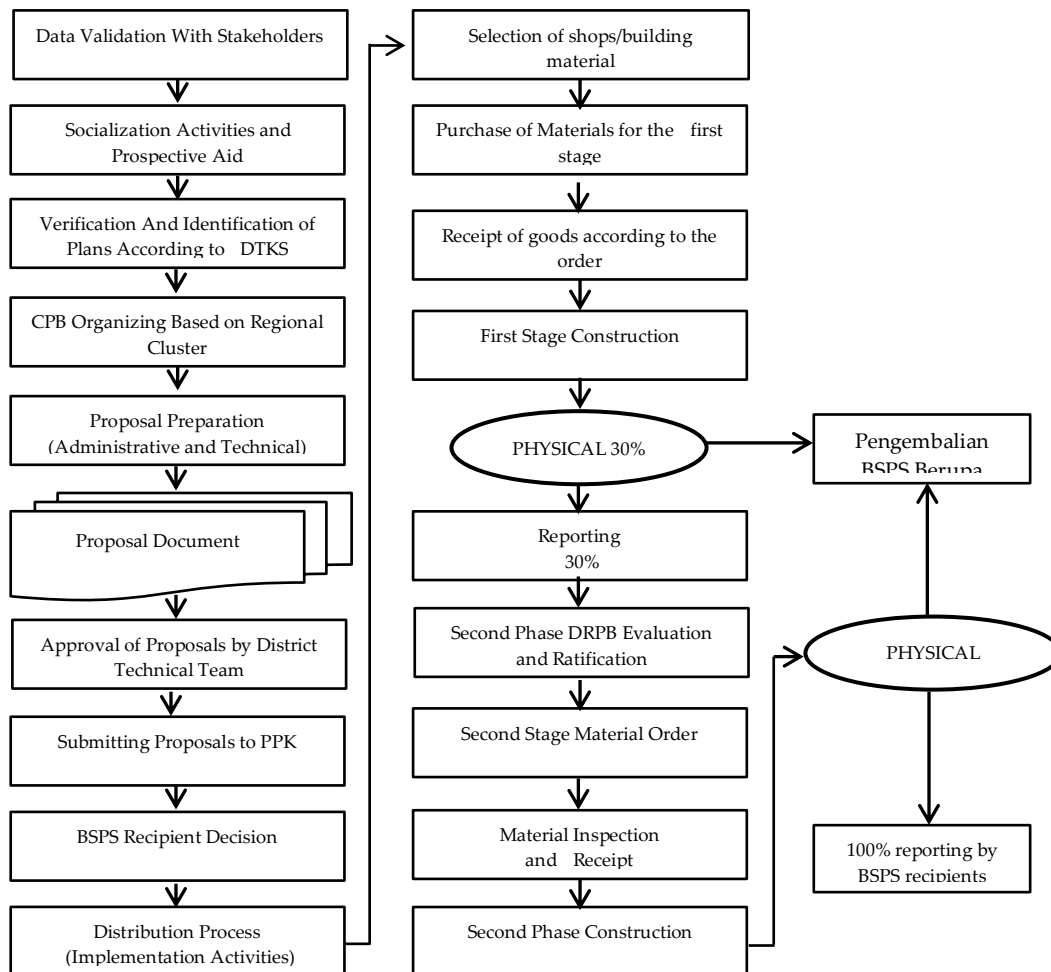 Data Validation With Stakeholders
Socialization Activities and
Prospective Aid
Verification And Identification of
Plans According to DTKS
CPB Organizing Based on Regional
Cluster
Proposal Preparation
(Administrative and Technical)
Proposal Document
Approval of Proposals by District
Technical Team
Submitting Proposals to PPK
BSPS Recipient Decision
Distribution Process
(Implementation Activities)
Selection of shops/building
material
Purchase of Materials for the first
stage
Receipt of goods according to the
order
First Stage Construction
PHYSICAL 30%
Reporting
30%
Second Phase DRPB Evaluation
and Ratification
Second Stage Material Order
Material Inspection
and Receipt
Second Phase Construction
Pengembalian
BSPS Berupa
PHYSICAL
100% reporting by
BSPS recipients